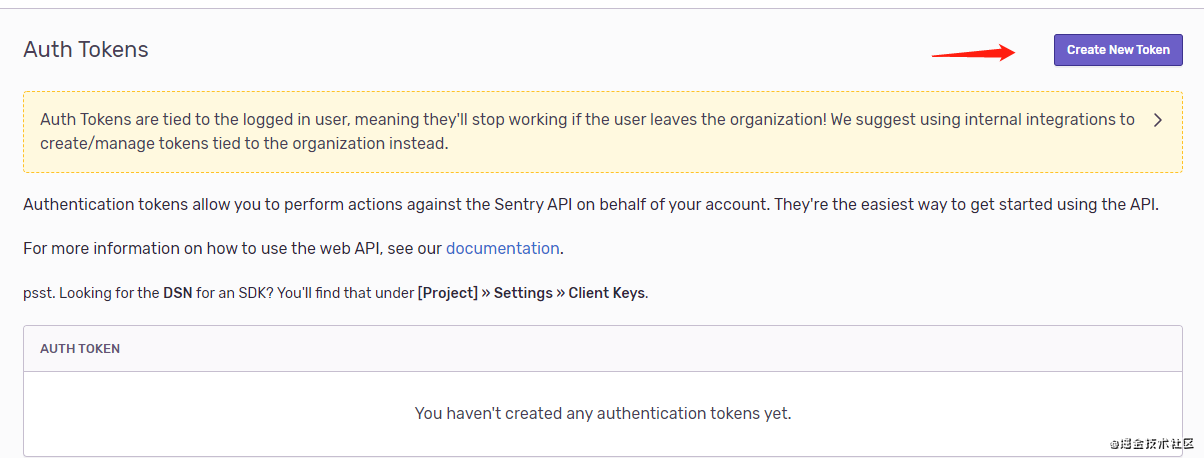 Auth Tokens
Create New Token
Auth Tokens are tied to the logged in user, meaning they'll stop working if the user leaves the organization! We suggest using internal integrations to
create/manage tokens tied to the organization instead.
Authentication tokens allow you to perform actions against the Sentry API on behalf of your account. They're the easiest way to get started using the API.
For more information on how to use the web API, see our documentation.
psst. Looking for the DSN for an SDK? You'll find that under [Project] » Settings » Client Keys.
AUTH TOKEN
You haven't created any authentication tokens yet.
@掘金技术社区